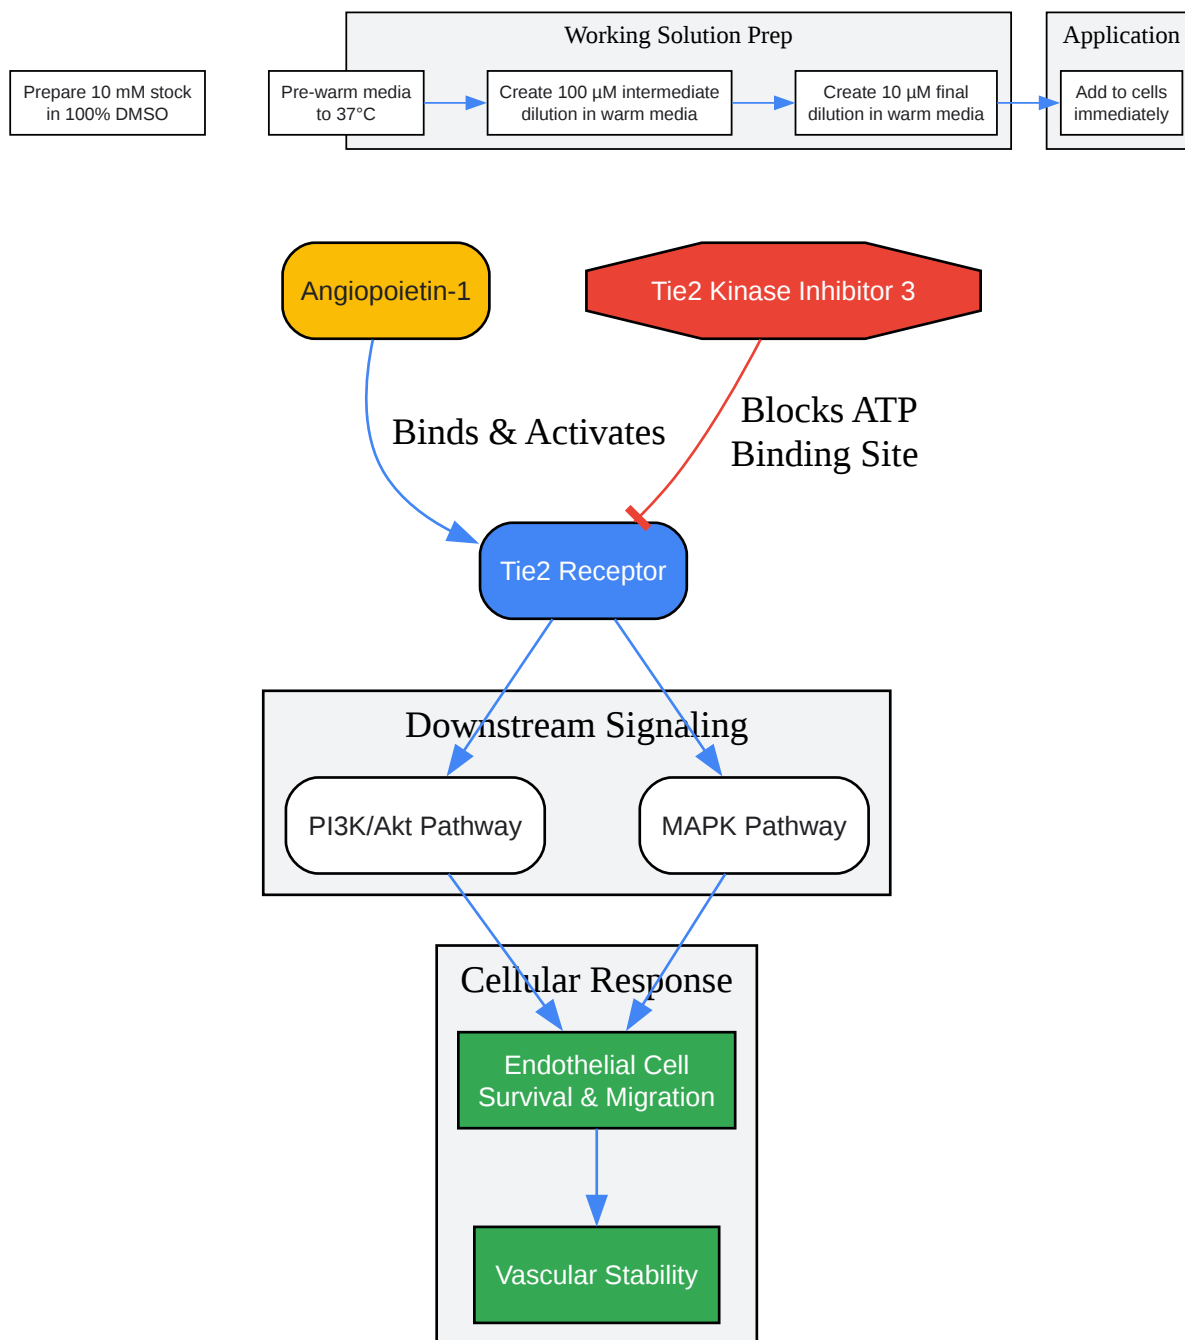 Working Solution Prep
Application
Prepare 10 mM stock
in 100% DMSO
Pre-warm media
to 37°C
Create 100 µM intermediate
dilution in warm media
Create 10 µM final
dilution in warm media
Add to cells
immediately
Angiopoietin-1
Tie2 Kinase Inhibitor 3
Binds & Activates
Blocks ATP
Binding Site
Tie2 Receptor
Downstream Signaling
PI3K/Akt Pathway
MAPK Pathway
Cellular Response
Endothelial Cell
Survival & Migration
Vascular Stability